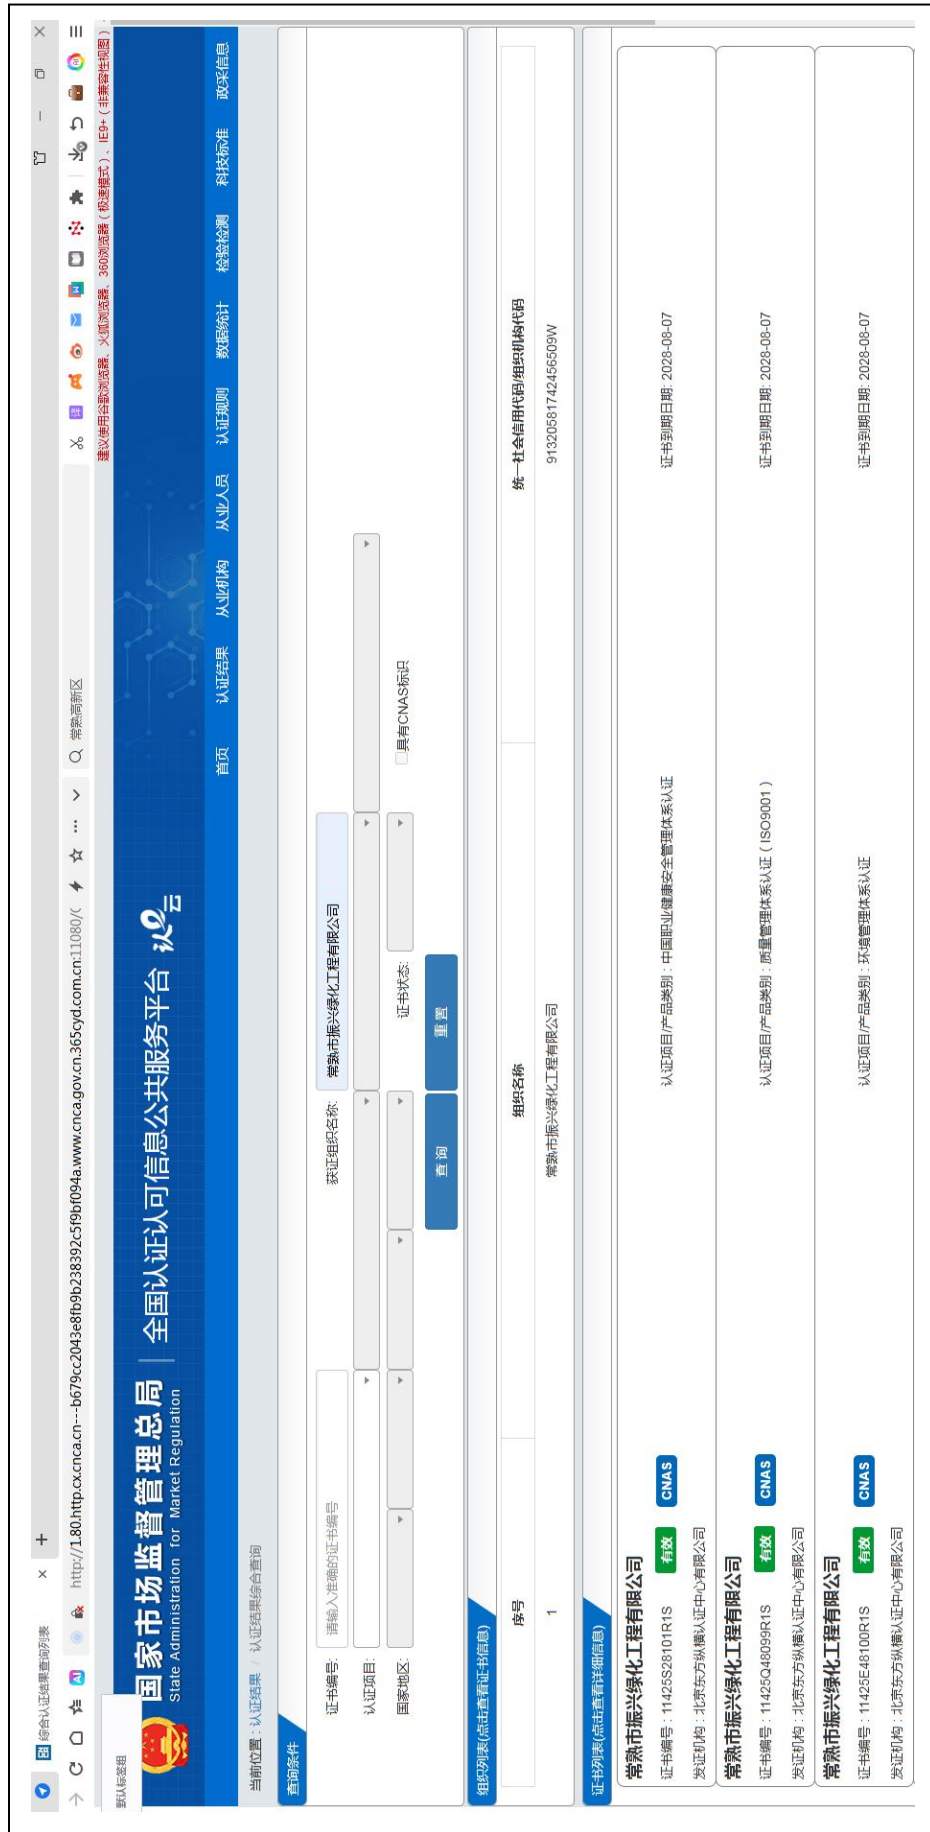 综合认证结果查询列表
http://1.80.http.cx.cnca.cn---b679cc2043e8fb9b238392c5f9bf094a.www.cnca.gov.cn.365cyd.com.cn:11080/(
常熟高新区
默认标签组
建议使用谷歌浏览器、火狐浏览器、360浏览器（极速模式）、IE9+（非兼容性视图）
国家市场监督管理总局
State Administration for Market Regulation
全国认证认可信息公共服务平台
认e云
首页 认证结果 从业机构 从业人员 认证规则 数据统计 检验检测 科技标准 政采信息
当前位置：认证结果 / 认证结果综合查询
查询条件
证书编号: 请输入准确的证书编号 获证组织名称: 常熟市振兴绿化工程有限公司
认证项目:
国家地区: 证书状态: 具有CNAS标识
查 询 重 置
组织列表(点击查看证书信息)
序号 组织名称 统一社会信用代码/组织机构代码
1 常熟市振兴绿化工程有限公司 91320581742456509W
证书列表(点击查看详细信息)
常熟市振兴绿化工程有限公司
证书编号：11425S28101R1S 有效 CNAS 认证项目/产品类别：中国职业健康安全管理体系认证 证书到期日期: 2028-08-07
发证机构：北京东方纵横认证中心有限公司
常熟市振兴绿化工程有限公司
证书编号：11425Q48099R1S 有效 CNAS 认证项目/产品类别：质量管理体系认证（ISO9001） 证书到期日期: 2028-08-07
发证机构：北京东方纵横认证中心有限公司
常熟市振兴绿化工程有限公司
证书编号：11425E48100R1S 有效 CNAS 认证项目/产品类别：环境管理体系认证 证书到期日期: 2028-08-07
发证机构：北京东方纵横认证中心有限公司